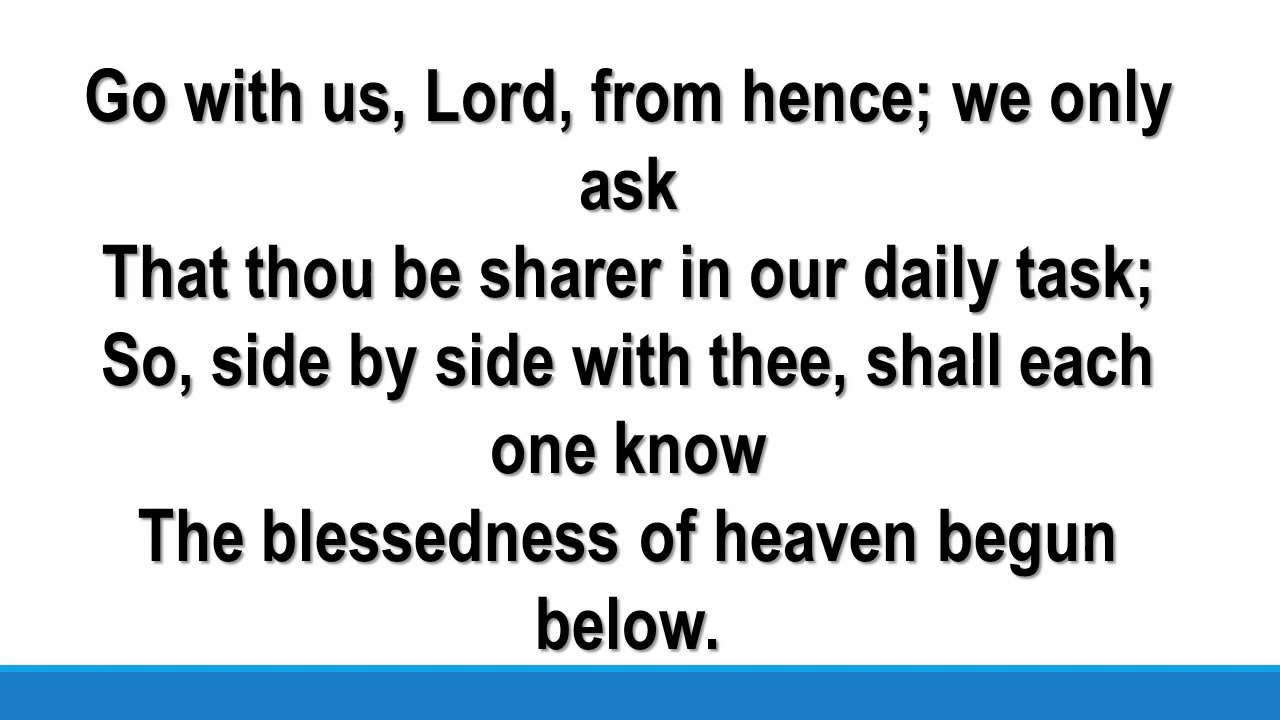 Go with us, Lord, from hence; we only
ask
That thou be sharer in our daily task;
So, side by side with thee, shall each
one know
The blessedness of heaven begun
below.